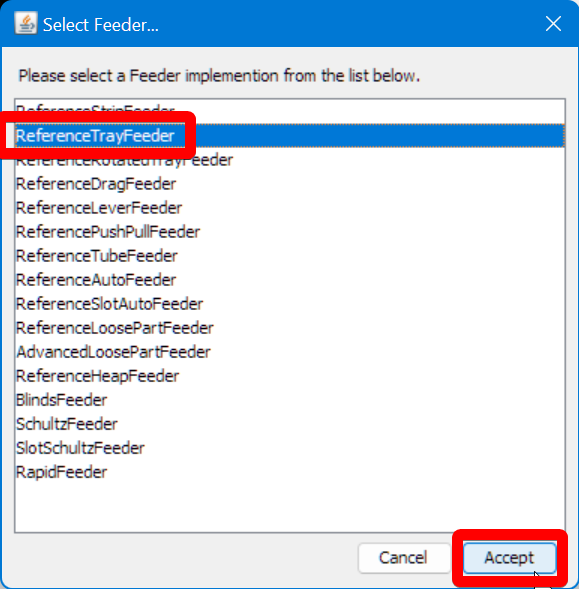 Select Feeder...
Please select a Feeder implemention from the list below.
ReferenceStripFeeder
ReferenceTrayFeeder
ReferenceRotatedTrayFeeder
ReferenceDragFeeder
ReferenceLeverFeeder
ReferencePushPullFeeder
ReferenceTubeFeeder
ReferenceAutoFeeder
ReferenceSlotAutoFeeder
ReferenceLoosePartFeeder
AdvancedLoosePartFeeder
ReferenceHeapFeeder
BlindsFeeder
SchultzFeeder
SlotSchultzFeeder
RapidFeeder
Cancel
Accept